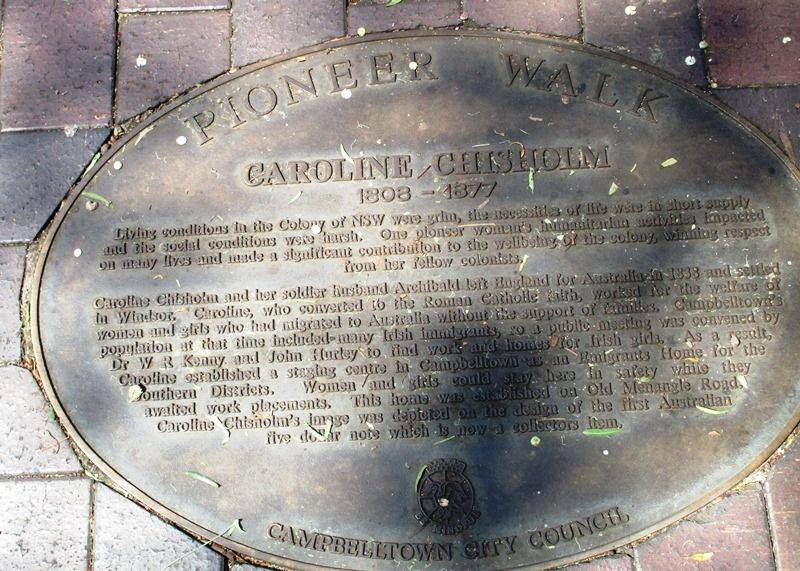 PIONEER WALK
CAROLINE CHISHOLM
1808 - 1877
Living conditions in the Colony of NSW were grim, the necessities of life were in short supply
and the social conditions were harsh. One pioneer woman's humanitarian activities impacted
on many lives and made a significant contribution to the wellbeing of the colony, winning respect
from her fellow colonists.
Caroline Chisholm and her soldier husband Archibald left England for Australia in 1838 and settled
in Windsor. Caroline, who converted to the Roman Catholic faith, worked for the welfare of
women and girls who had migrated to Australia without the support of families. Campbelltown's
population at that time included many Irish immigrants, so a public meeting was convened by
Dr W R Kenny and John Hurley to find work and homes for Irish girls. As a result,
Caroline established a staging centre in Campbelltown as an Emigrants Home for the
Southern Districts. Women and girls could stay here in safety while they
awaited work placements. This home was established on Old Menangle Road.
Caroline Chisholm's image was depicted on the design of the first Australian
five dollar note which is now a collectors item.
CAMPBELLTOWN CITY COUNCIL